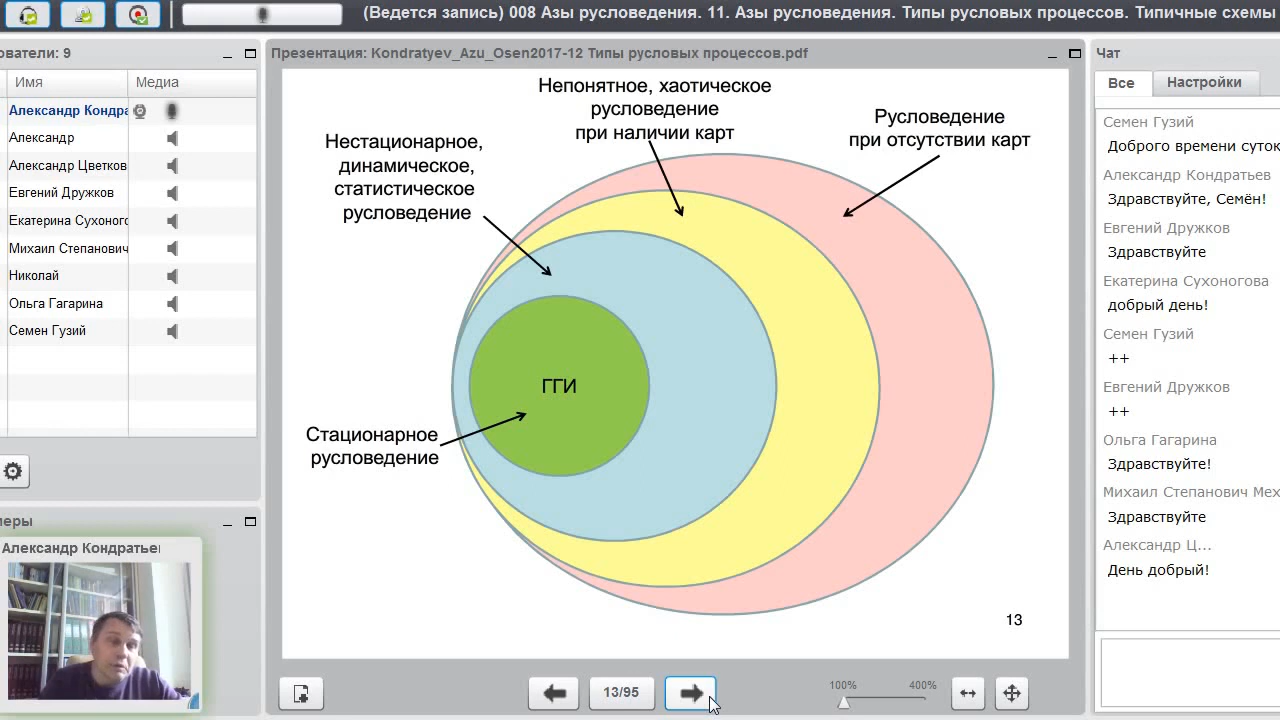 (Ведется запись) 008 Азы русловедения. 11. Азы русловедения. Типы русловых процессов. Типичные схемы
ователи: 9
Имя
Медиа
Александр Кондра
Александр
Александр Цветков
Евгений Дружков
Екатерина Сухоного
Михаил Степанович
Николай
Ольга Гагарина
Семен Гузий
меры
Александр Кондратьев
Презентация: Kondratyev_Azu_Osen2017-12 Типы русловых процессов.pdf
Непонятное, хаотическое
русловедение
при наличии карт
Русловедение
при отсутствии карт
Нестационарное,
динамическое,
статистическое
русловедение
ГГИ
Стационарное
русловедение
13
13/95
100%
400%
Чат
Все
Настройки
Семен Гузий
Доброго времени суток
Александр Кондратьев
Здравствуйте, Семён!
Евгений Дружков
Здравствуйте
Екатерина Сухоногова
добрый день!
Семен Гузий
++
Евгений Дружков
++
Ольга Гагарина
Здравствуйте!
Михаил Степанович Мех
Здравствуйте
Александр Ц...
День добрый!